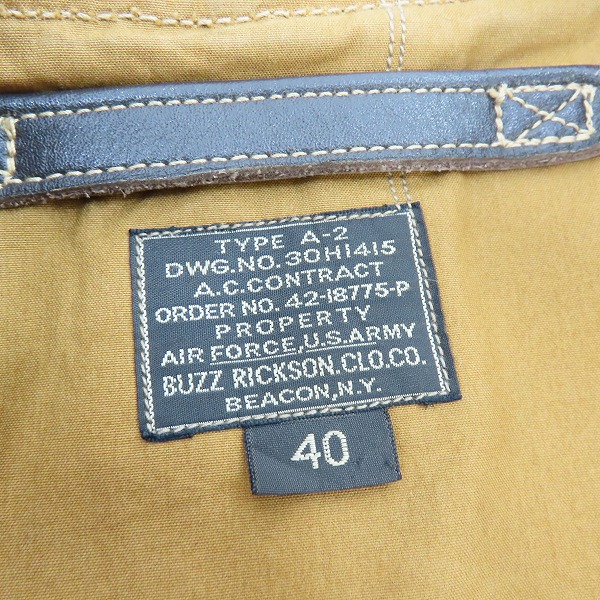 TYPE A-2
DWG.NO. 30H1415
A.C.CONTRACT
ORDER NO. 42-18775-P
PROPERTY
AIR FORCE,U.S.ARMY
BUZZ RICKSON.CLO.CO.
BEACON,N.Y.
40